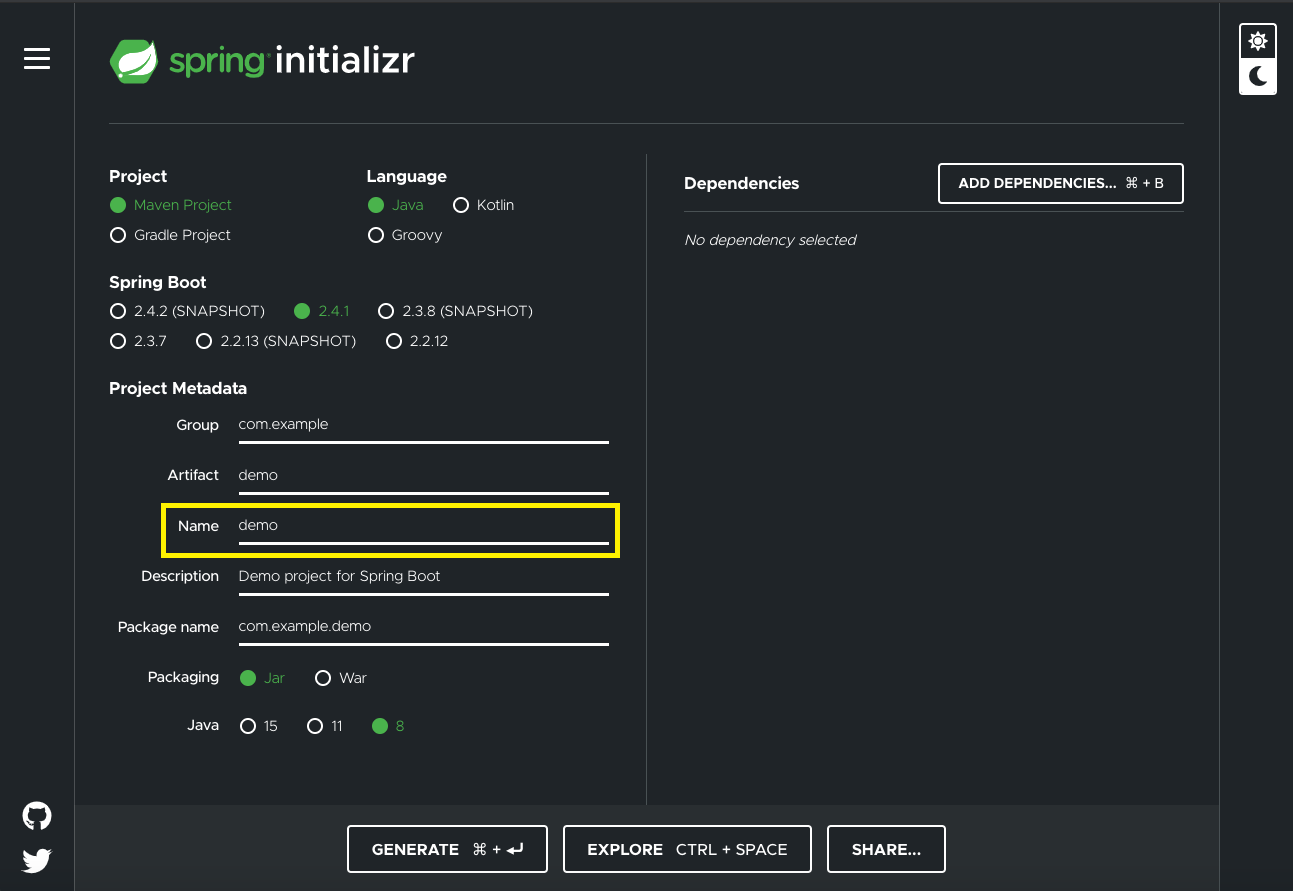 spring initializr
Project
Maven Project
Gradle Project
Language
Java Kotlin
Groovy
Spring Boot
2.4.2 (SNAPSHOT) 2.4.1 2.3.8 (SNAPSHOT)
2.3.7 2.2.13 (SNAPSHOT) 2.2.12
Project Metadata
Group com.example
Artifact demo
Name demo
Description Demo project for Spring Boot
Package name com.example.demo
Packaging Jar War
Java 15 11 8
Dependencies
ADD DEPENDENCIES... ⌘ + B
No dependency selected
GENERATE ⌘ + ↵
EXPLORE CTRL + SPACE
SHARE...